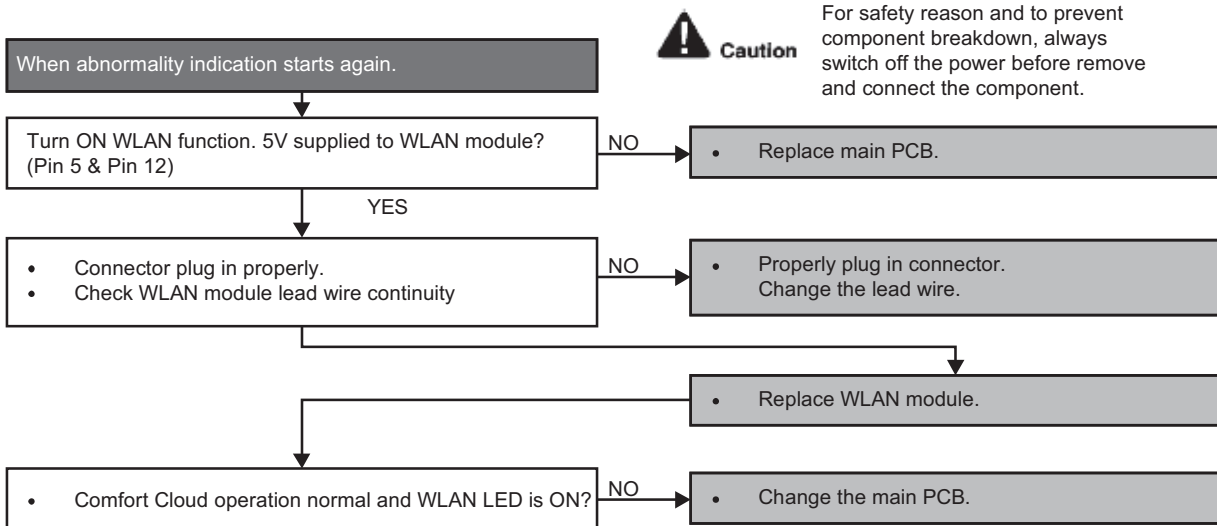 For safety reason and to prevent
component breakdown, always
switch off the power before remove
and connect the component.
Caution
When abnormality indication starts again.
Turn ON WLAN function. 5V supplied to WLAN module?
(Pin 5 & Pin 12)
NO
• Replace main PCB.
YES
• Connector plug in properly.
• Check WLAN module lead wire continuity
NO
• Properly plug in connector.
Change the lead wire.
• Replace WLAN module.
• Comfort Cloud operation normal and WLAN LED is ON?
NO
• Change the main PCB.